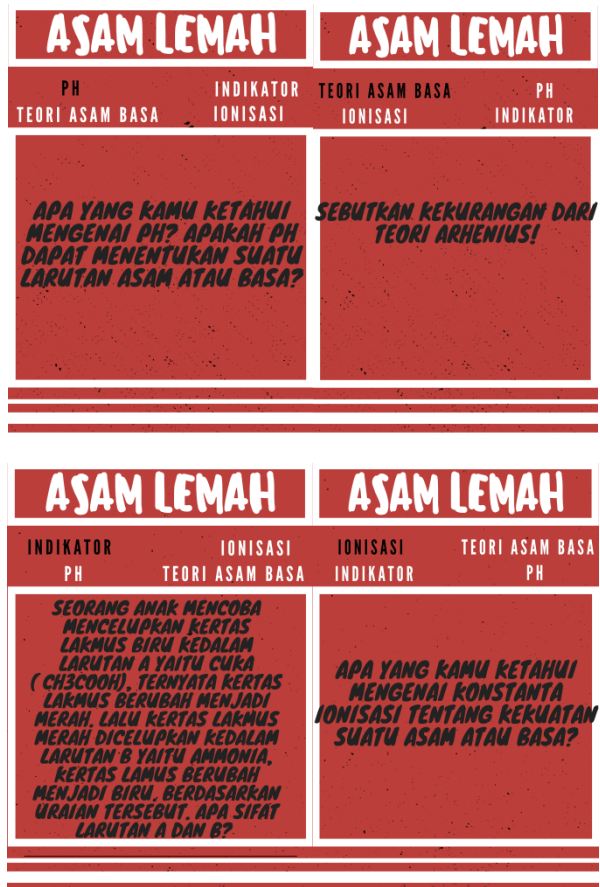 ASAM LEMAH
PH INDIKATOR
TEORI ASAM BASA IONISASI
APA YANG KAMU KETAHUI
MENGENAI PH? APAKAH PH
DAPAT MENENTUKAN SUATU
LARUTAN ASAM ATAU BASA?
ASAM LEMAH
TEORI ASAM BASA PH
IONISASI INDIKATOR
SEBUTKAN KEKURANGAN DARI
TEORI ARHENIUS!
ASAM LEMAH
INDIKATOR IONISASI
PH TEORI ASAM BASA
SEORANG ANAK MENCOBA
MENCELUPKAN KERTAS
LAKMUS BIRU KEDALAM
LARUTAN A YAITU CUKA
( CH3COOH), TERNYATA KERTAS
LAKMUS BERUBAH MENJADI
MERAH. LALU KERTAS LAKMUS
MERAH DICELUPKAN KEDALAM
LARUTAN B YAITU AMMONIA,
KERTAS LAMUS BERUBAH
MENJADI BIRU. BERDASARKAN
URAIAN TERSEBUT. APA SIFAT
LARUTAN A DAN B?
ASAM LEMAH
IONISASI TEORI ASAM BASA
INDIKATOR PH
APA YANG KAMU KETAHUI
MENGENAI KONSTANTA
IONISASI TENTANG KEKUATAN
SUATU ASAM ATAU BASA?